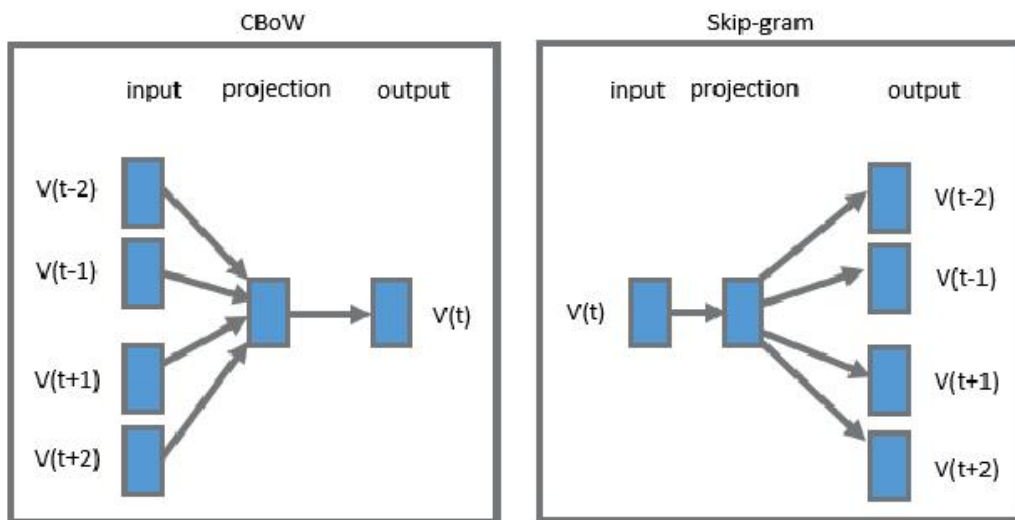 CBoW
input projection output
V(t-2)
V(t-1)
V(t+1)
V(t+2)
V(t)
Skip-gram
input projection output
V(t)
V(t-2)
V(t-1)
V(t+1)
V(t+2)